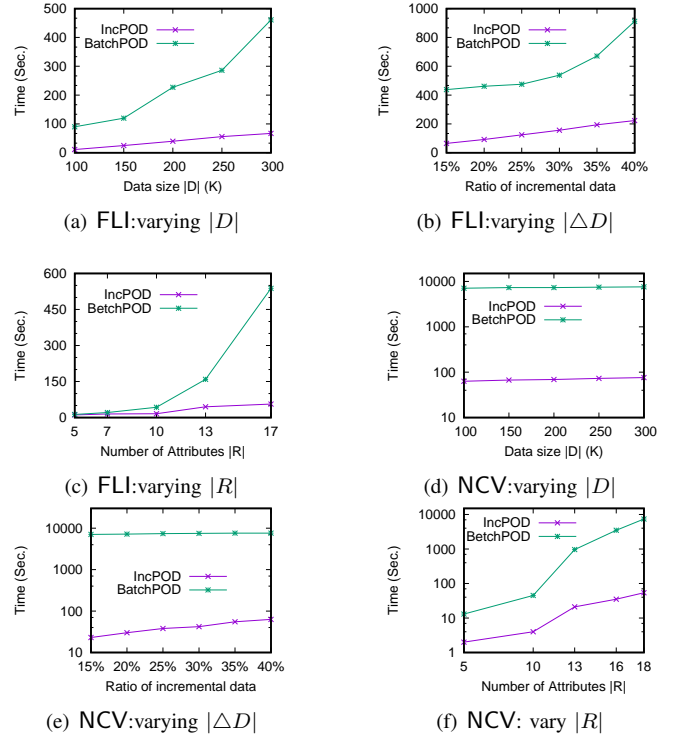 500
400
300
200
100
0
Time (Sec.)
IncPOD
BatchPOD
100 150 200 250 300
Data size |D| (K)
(a) FLI:varying |D|
1000
800
600
400
200
0
Time (Sec.)
IncPOD
BatchPOD
15% 20% 25% 30% 35% 40%
Ratio of incremental data
(b) FLI:varying |△D|
600
450
300
150
0
Time (Sec.)
IncPOD
BetchPOD
5 7 10 13 17
Number of Attributes |R|
(c) FLI:varying |R|
10000
1000
100
10
Time (Sec.)
IncPOD
BetchPOD
100 150 200 250 300
Data size |D| (K)
(d) NCV:varying |D|
10000
1000
100
10
Time (Sec.)
IncPOD
BatchPOD
15% 20% 25% 30% 35% 40%
Ratio of incremental data
(e) NCV:varying |△D|
10000
1000
100
10
1
Time (Sec.)
IncPOD
BetchPOD
5 10 13 16 18
Number of Attributes |R|
(f) NCV: vary |R|